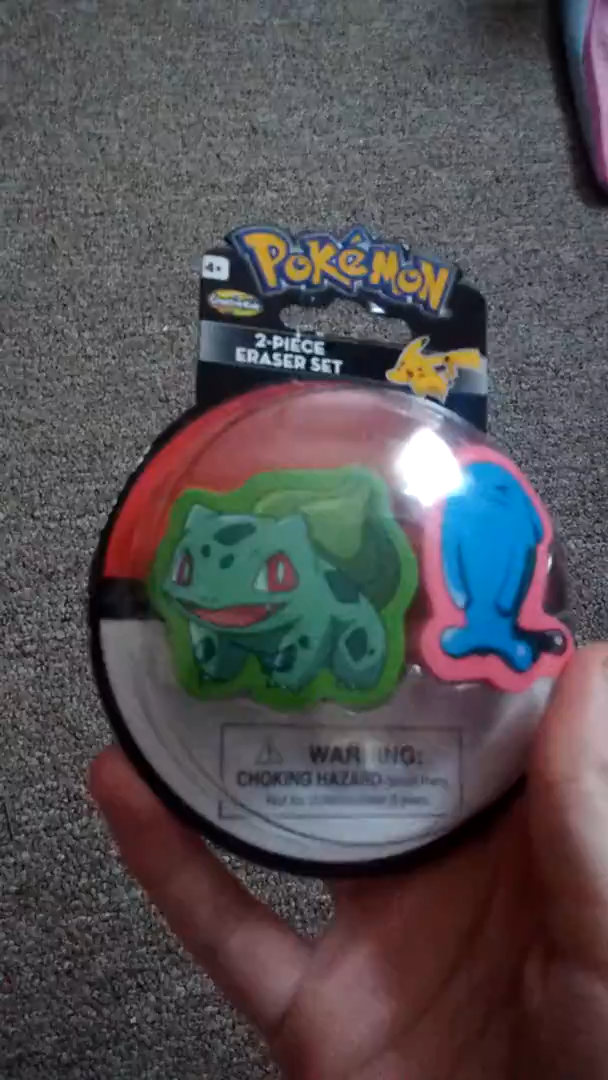 POKéMON
4+
2-PIECE
ERASER SET
WARNING:
CHOKING HAZARD-